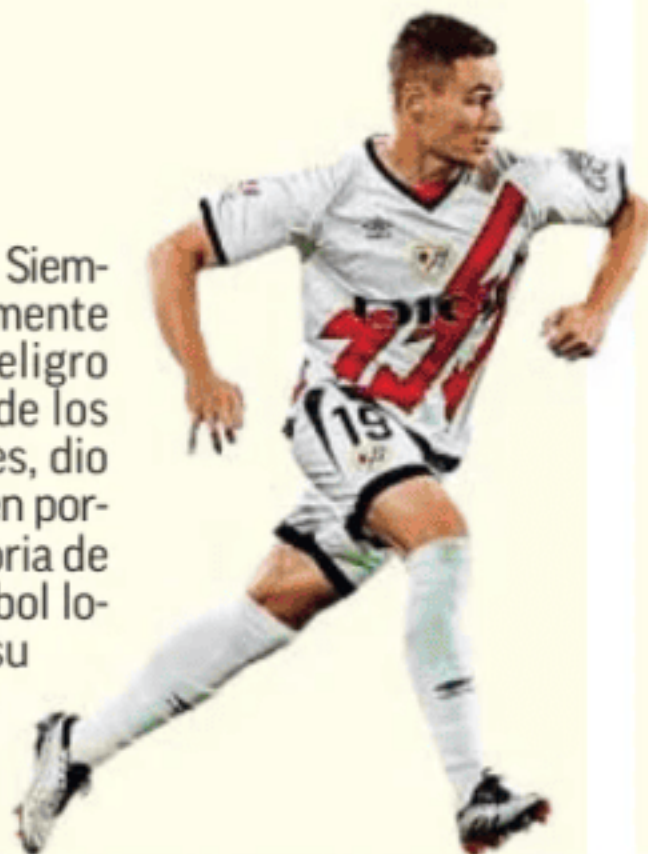 Siem-
mente
eligro
de los
es, dio
en por-
oria de
bol lo-
su
19